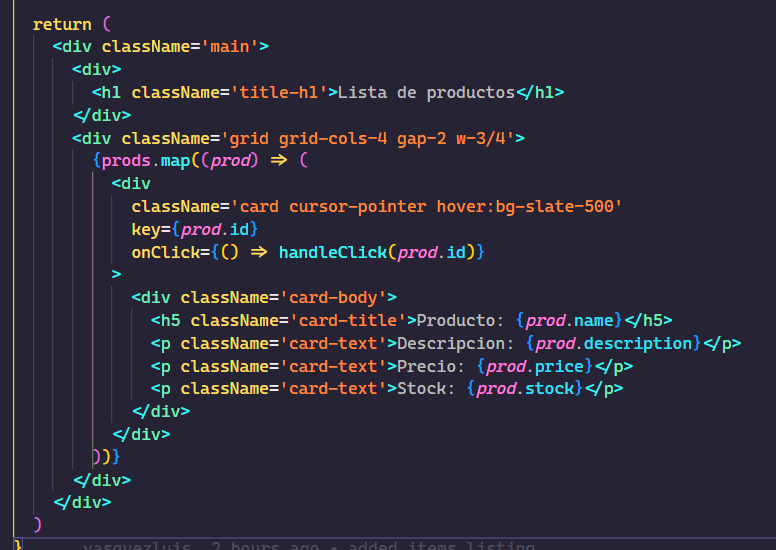 return (
<div className='main'>
<div>
<h1 className='title-h1'>Lista de productos</h1>
</div>
<div className='grid grid-cols-4 gap-2 w-3/4'>
{prods.map((prod) => (
<div
className='card cursor-pointer hover:bg-slate-500'
key={prod.id}
onClick={() => handleClick(prod.id)}
>
<div className='card-body'>
<h5 className='card-title'>Producto: {prod.name}</h5>
<p className='card-text'>Descripcion: {prod.description}</p>
<p className='card-text'>Precio: {prod.price}</p>
<p className='card-text'>Stock: {prod.stock}</p>
</div>
</div>
))}
</div>
</div>
)
} vasquezluis, 2 hours ago • added items listing